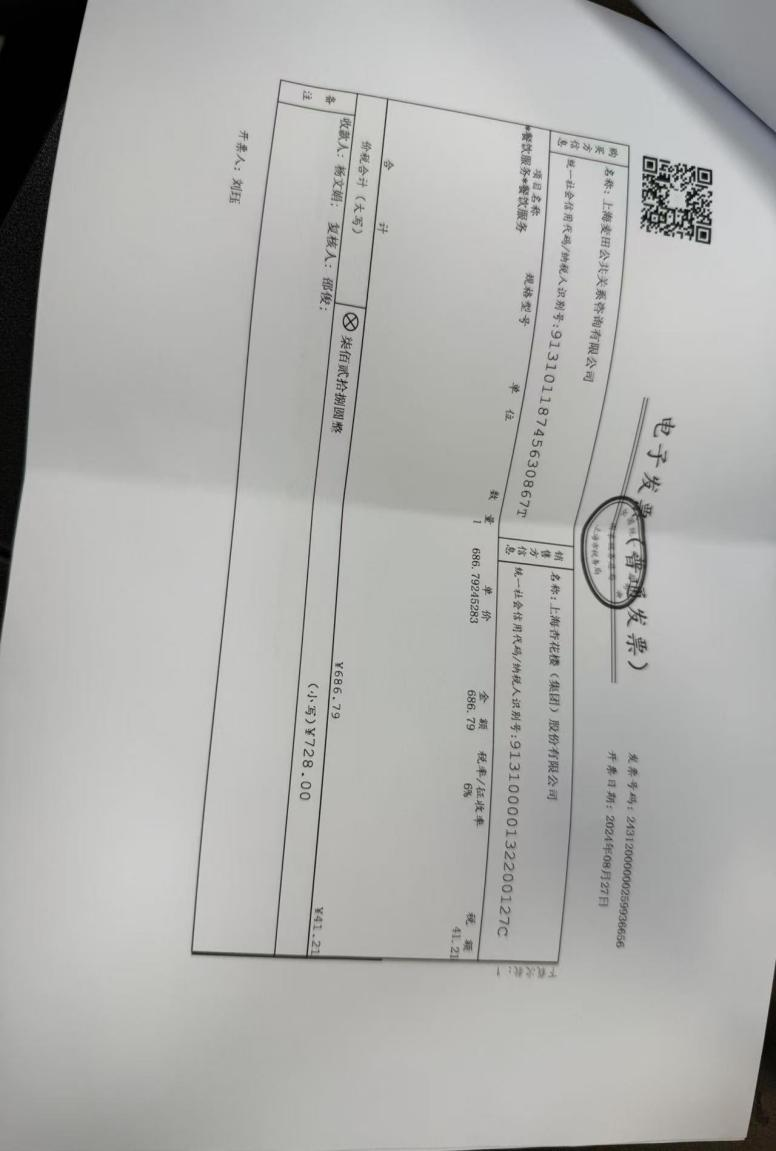 电子发票（普通发票）
发票号码：24312000000259936656
开票日期：2024年08月27日
购买方信息
名称：上海麦田公共关系咨询有限公司
统一社会信用代码/纳税人识别号：91310118745630867T
销售方信息
名称：上海杏花楼（集团）股份有限公司
统一社会信用代码/纳税人识别号：91310000132200127C
项目名称 规格型号 单位 数量 单价 金额 税率/征收率 税额
*餐饮服务*餐饮服务 1 686.79245283 686.79 6% 41.21
合计 ¥686.79 ¥41.21
价税合计（大写） ⊗柒佰贰拾捌圆整 （小写）¥728.00
备注
收款人：杨文娟；复核人：邵俊；
开票人：刘珏